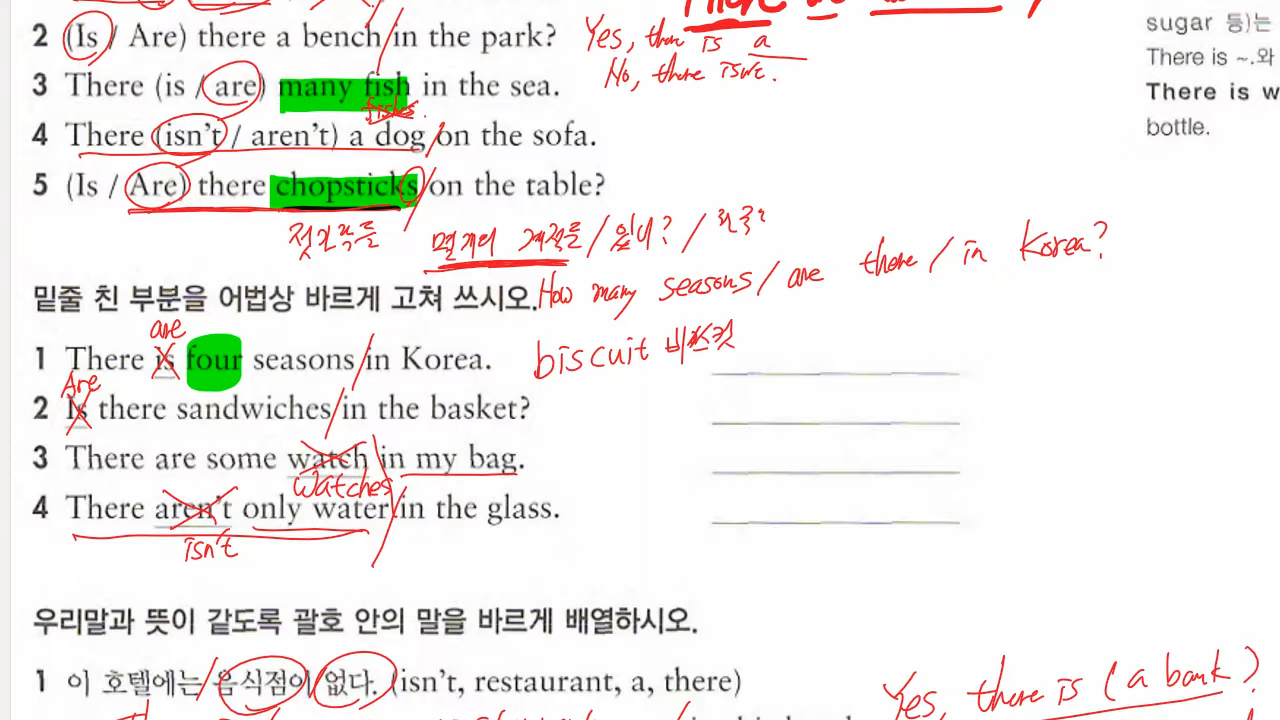 2 (Is / Are) there a bench in the park?
Yes, there is a
No, there isn't.
3 There (is / are) many fish in the sea.
fishes.
4 There (isn't / aren't) a dog on the sofa.
5 (Is / Are) there chopsticks on the table?
젓가락들
몇개의 계절들 / 있니? / 한국에
How many seasons / are there / in Korea?
sugar 등)는
There is ~.와
There is w
bottle.
밑줄 친 부분을 어법상 바르게 고쳐 쓰시오.
are
1 There is four seasons in Korea.
biscuit 비스킷
Are
2 Is there sandwiches in the basket?
3 There are some watch in my bag.
watches
4 There aren't only water in the glass.
isn't
우리말과 뜻이 같도록 괄호 안의 말을 바르게 배열하시오.
1 이 호텔에는 음식점이 없다. (isn't, restaurant, a, there)
Yes, there is (a bank)